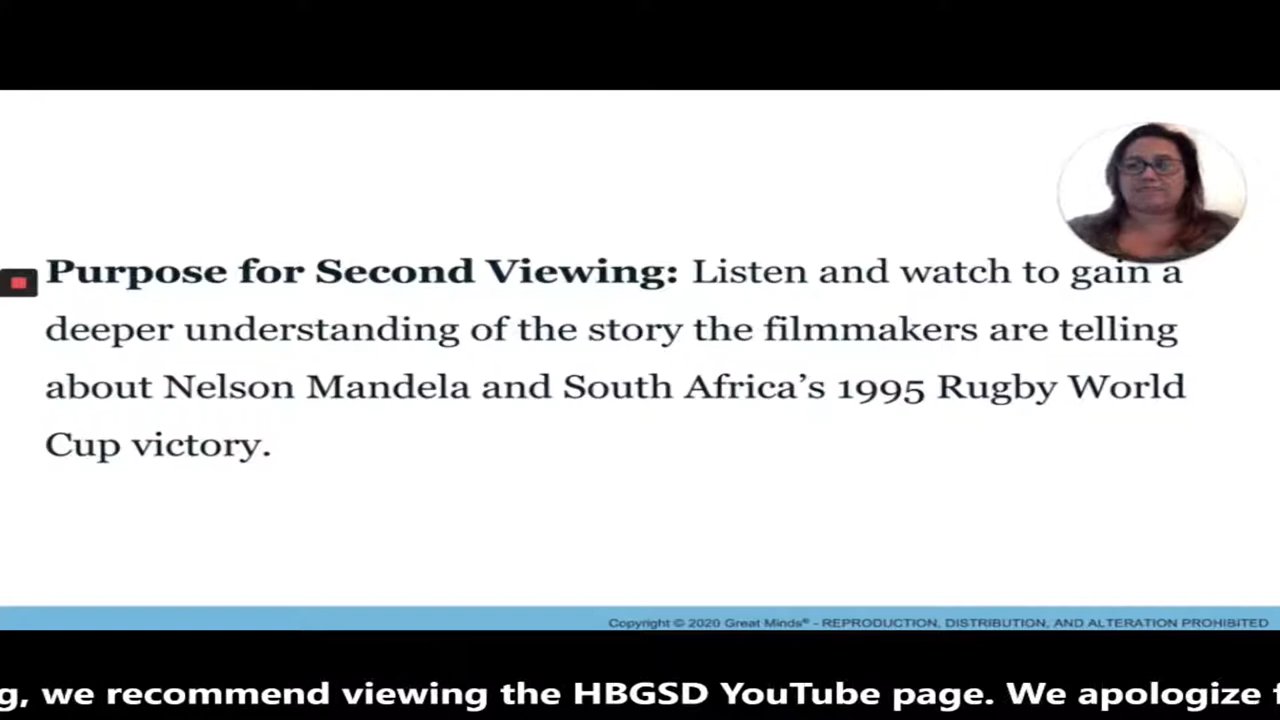 Purpose for Second Viewing: Listen and watch to gain a
deeper understanding of the story the filmmakers are telling
about Nelson Mandela and South Africa’s 1995 Rugby World
Cup victory.
Copyright © 2020 Great Minds® - REPRODUCTION, DISTRIBUTION, AND ALTERATION PROHIBITED
g, we recommend viewing the HBGSD YouTube page. We apologize f